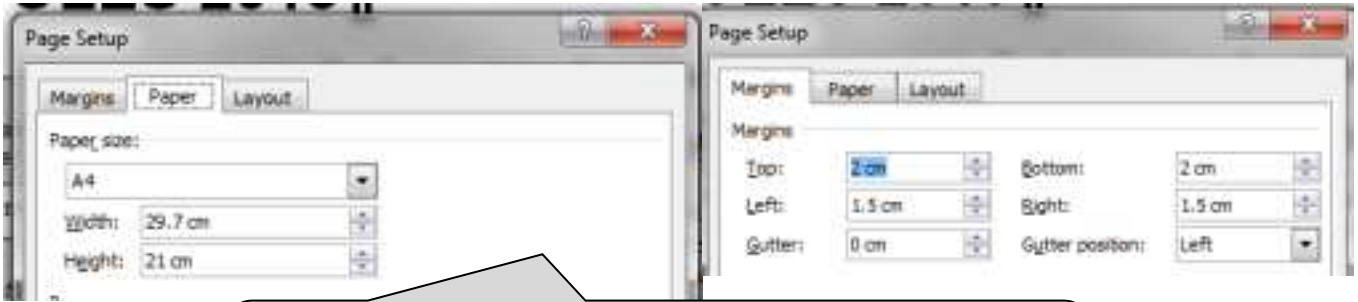 Page Setup
Margins Paper Layout
Paper size:
A4
Width: 29.7 cm
Height: 21 cm
Page Setup
Margins Paper Layout
Margins
Top: 2 cm Bottom: 2 cm
Left: 1.5 cm Right: 1.5 cm
Gutter: 0 cm Gutter position: Left